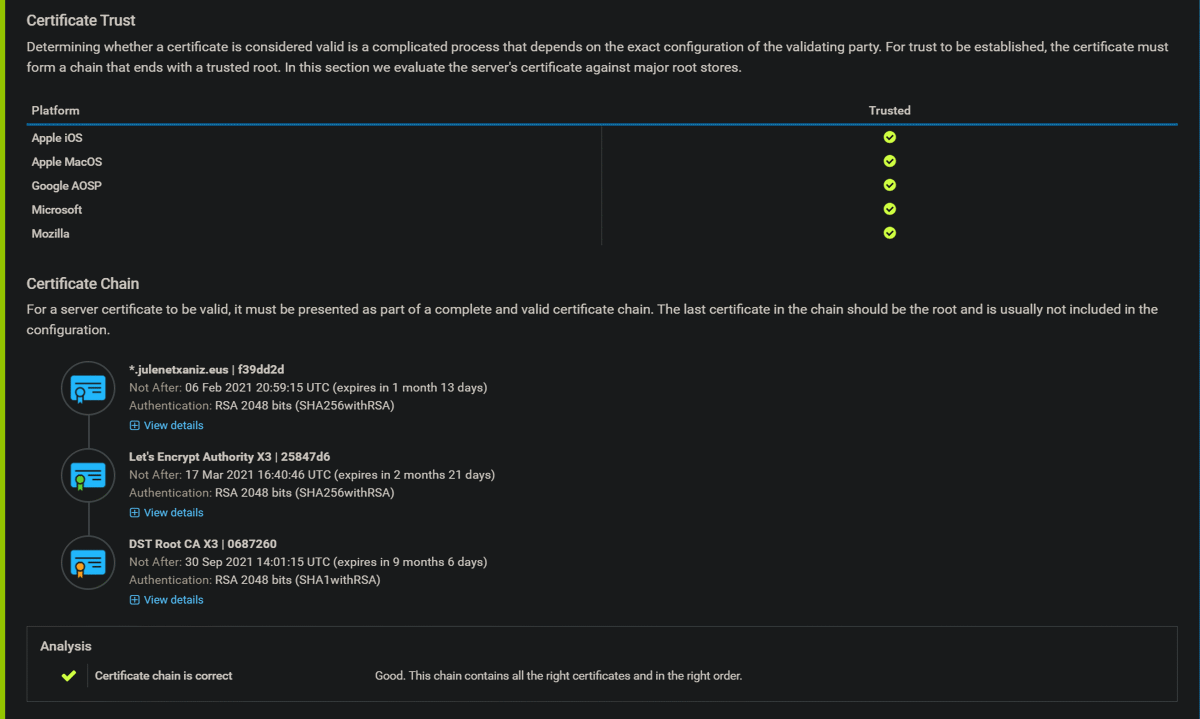 Certificate Trust
Determining whether a certificate is considered valid is a complicated process that depends on the exact configuration of the validating party. For trust to be established, the certificate must
form a chain that ends with a trusted root. In this section we evaluate the server's certificate against major root stores.
Platform Trusted
Apple iOS
Apple MacOS
Google AOSP
Microsoft
Mozilla
Certificate Chain
For a server certificate to be valid, it must be presented as part of a complete and valid certificate chain. The last certificate in the chain should be the root and is usually not included in the
configuration.
*.julenetxaniz.eus | f39dd2d
Not After: 06 Feb 2021 20:59:15 UTC (expires in 1 month 13 days)
Authentication: RSA 2048 bits (SHA256withRSA)
View details
Let's Encrypt Authority X3 | 25847d6
Not After: 17 Mar 2021 16:40:46 UTC (expires in 2 months 21 days)
Authentication: RSA 2048 bits (SHA256withRSA)
View details
DST Root CA X3 | 0687260
Not After: 30 Sep 2021 14:01:15 UTC (expires in 9 months 6 days)
Authentication: RSA 2048 bits (SHA1withRSA)
View details
Analysis
Certificate chain is correct Good. This chain contains all the right certificates and in the right order.